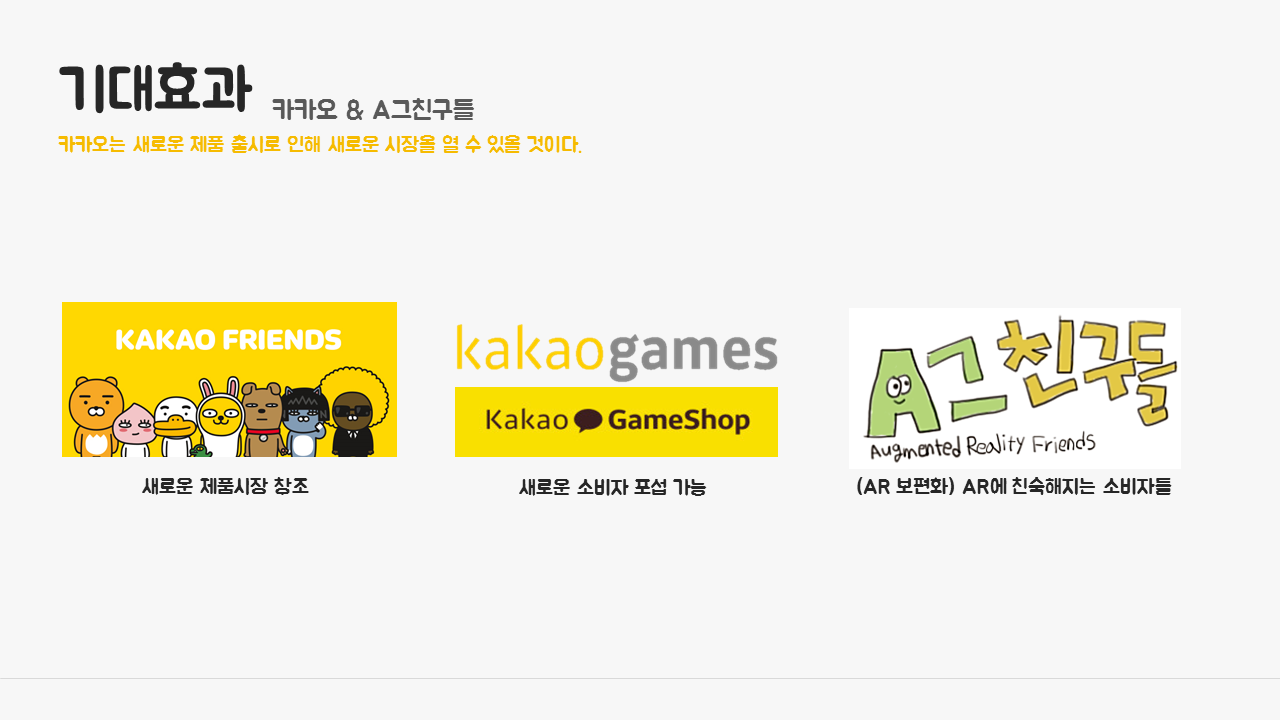 기대효과 카카오 & A그친구들
카카오는 새로운 제품 출시로 인해 새로운 시장을 열 수 있을 것이다.
KAKAO FRIENDS
새로운 제품시장 창조
kakaogames
Kakao GameShop
새로운 소비자 포섭 가능
A그친구들
Augmented Reality Friends
(AR 보편화) AR에 친숙해지는 소비자들